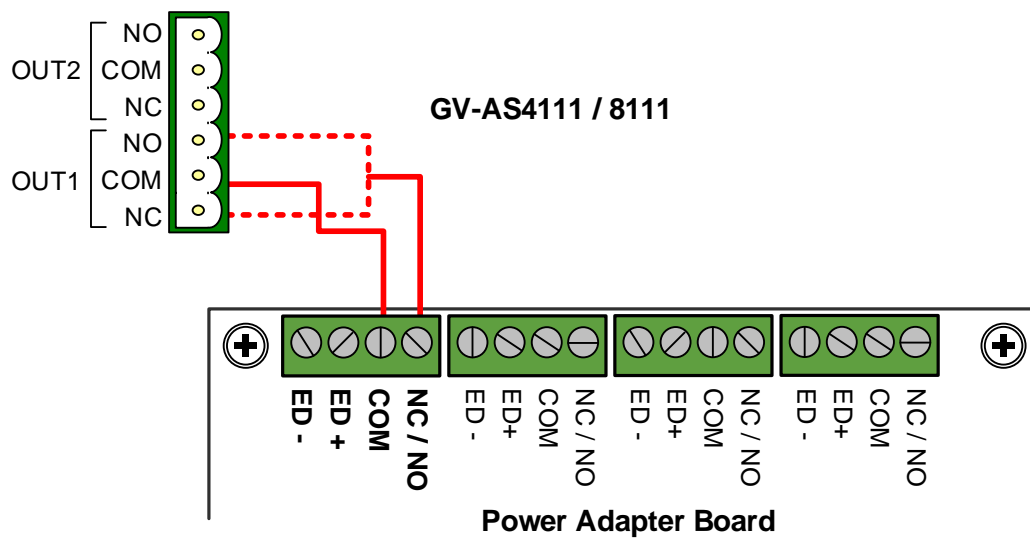 NO
OUT2 COM
NC
GV-AS4111 / 8111
NO
OUT1 COM
NC
ED - ED + COM NC / NO ED - ED+ COM NC / NO ED - ED+ COM NC / NO ED - ED+ COM NC / NO
Power Adapter Board